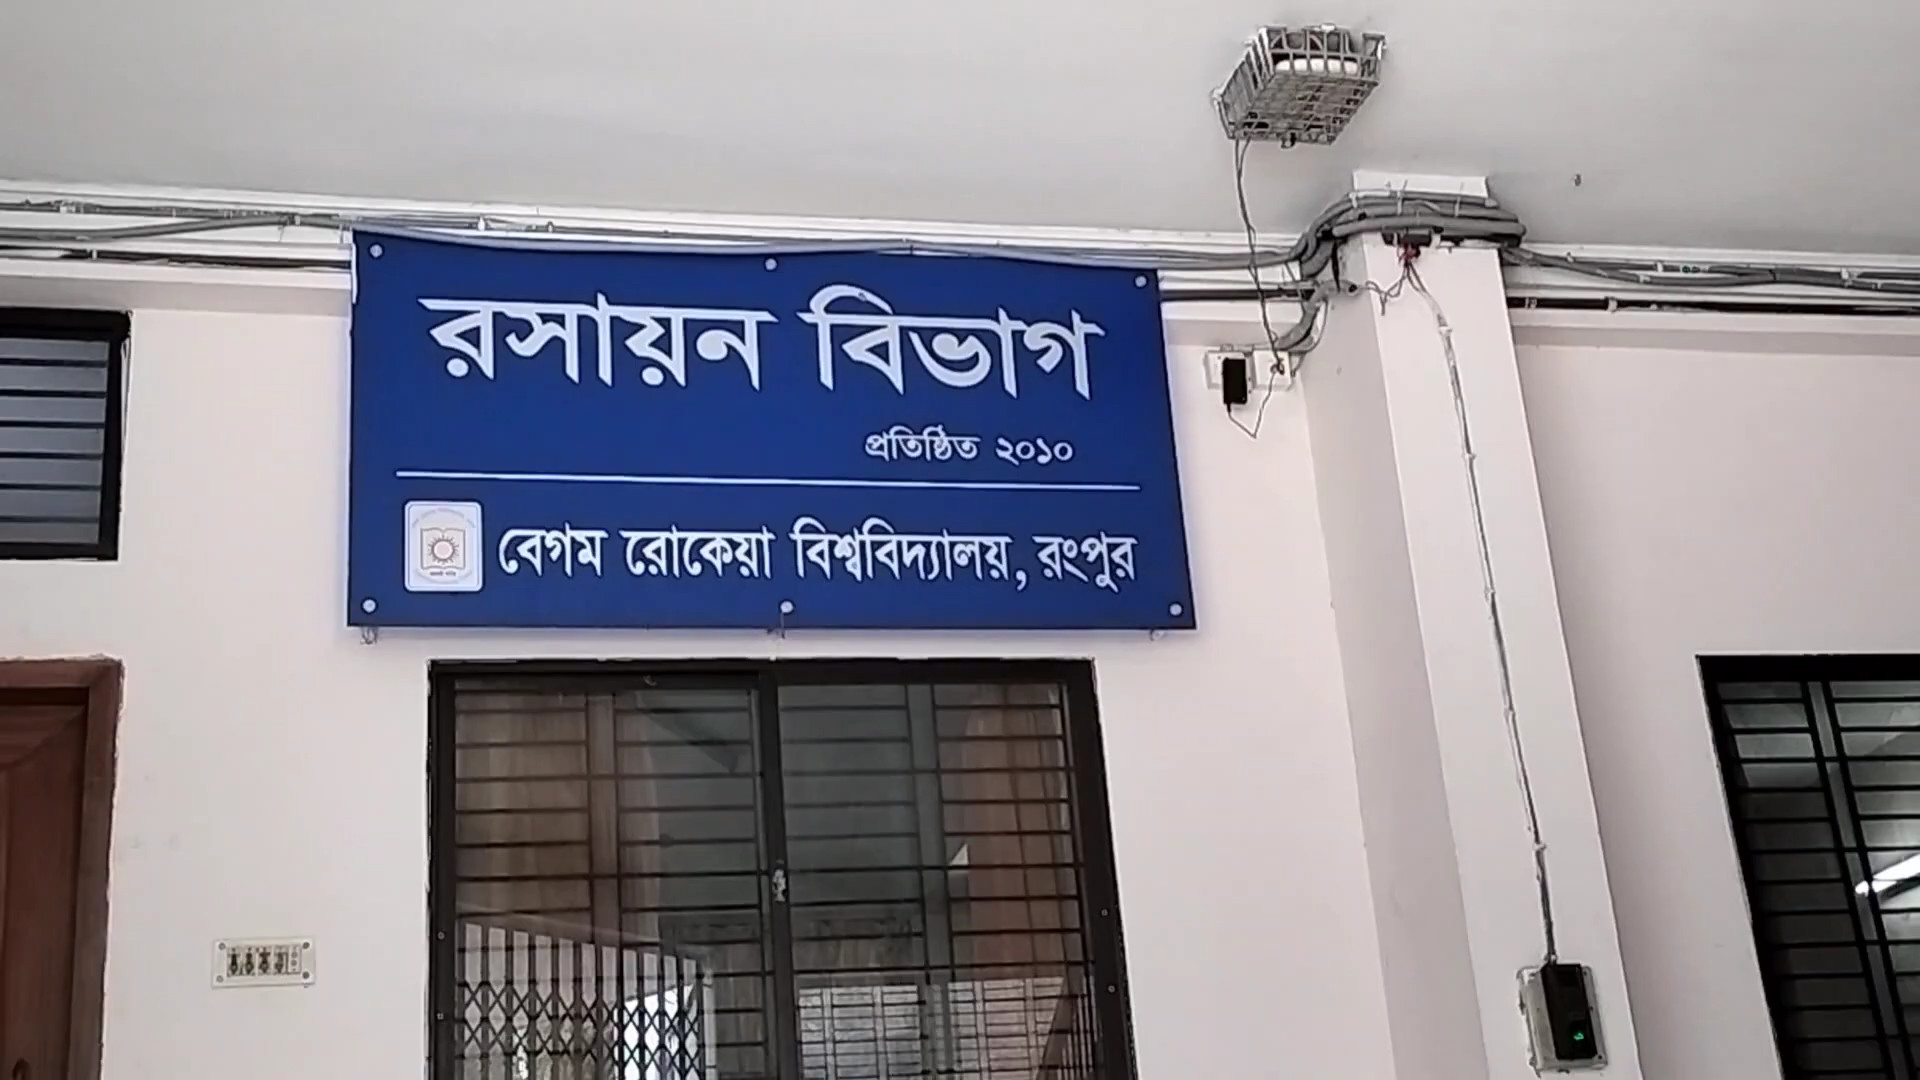 রসায়ন বিভাগ
প্রতিষ্ঠিত ২০১০
বেগম রোকেয়া বিশ্ববিদ্যালয়, রংপুর